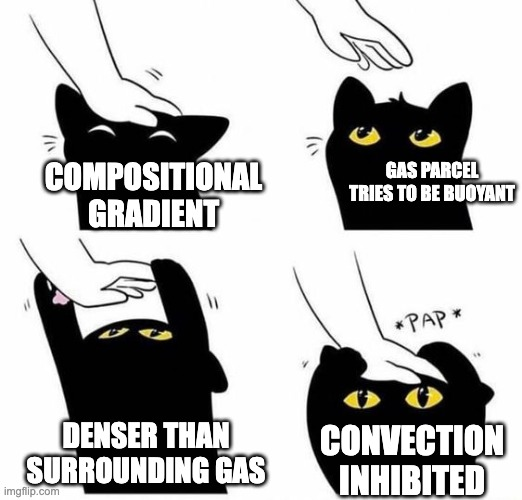 COMPOSITIONAL
GRADIENT
GAS PARCEL
TRIES TO BE BUOYANT
DENSER THAN
SURROUNDING GAS
*PAP*
CONVECTION
INHIBITED
imgflip.com